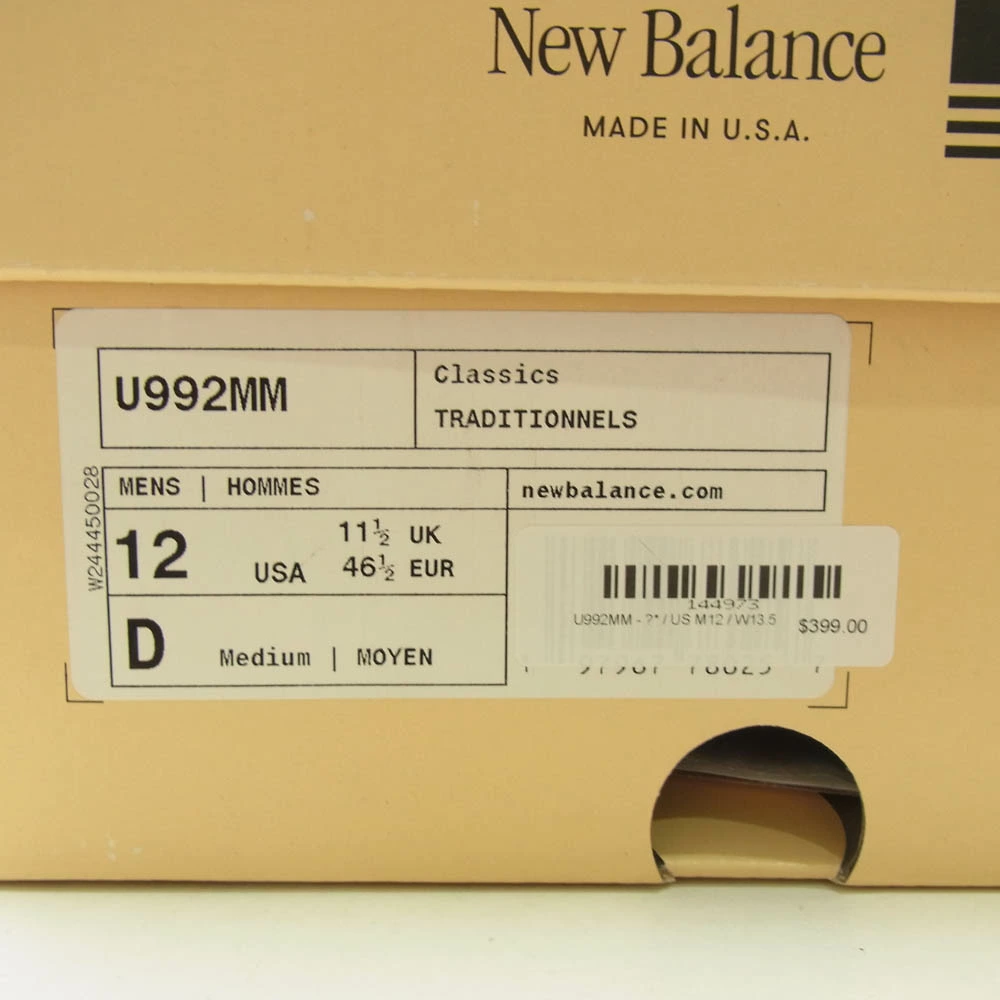 New Balance
MADE IN U.S.A.
U992MM
Classics
TRADITIONNELS
W244450028
MENS | HOMMES
newbalance.com
12 USA
11½ UK
46½ EUR
D Medium | MOYEN
144973
U992MM - ?* / US M12 / W13.5
$399.00